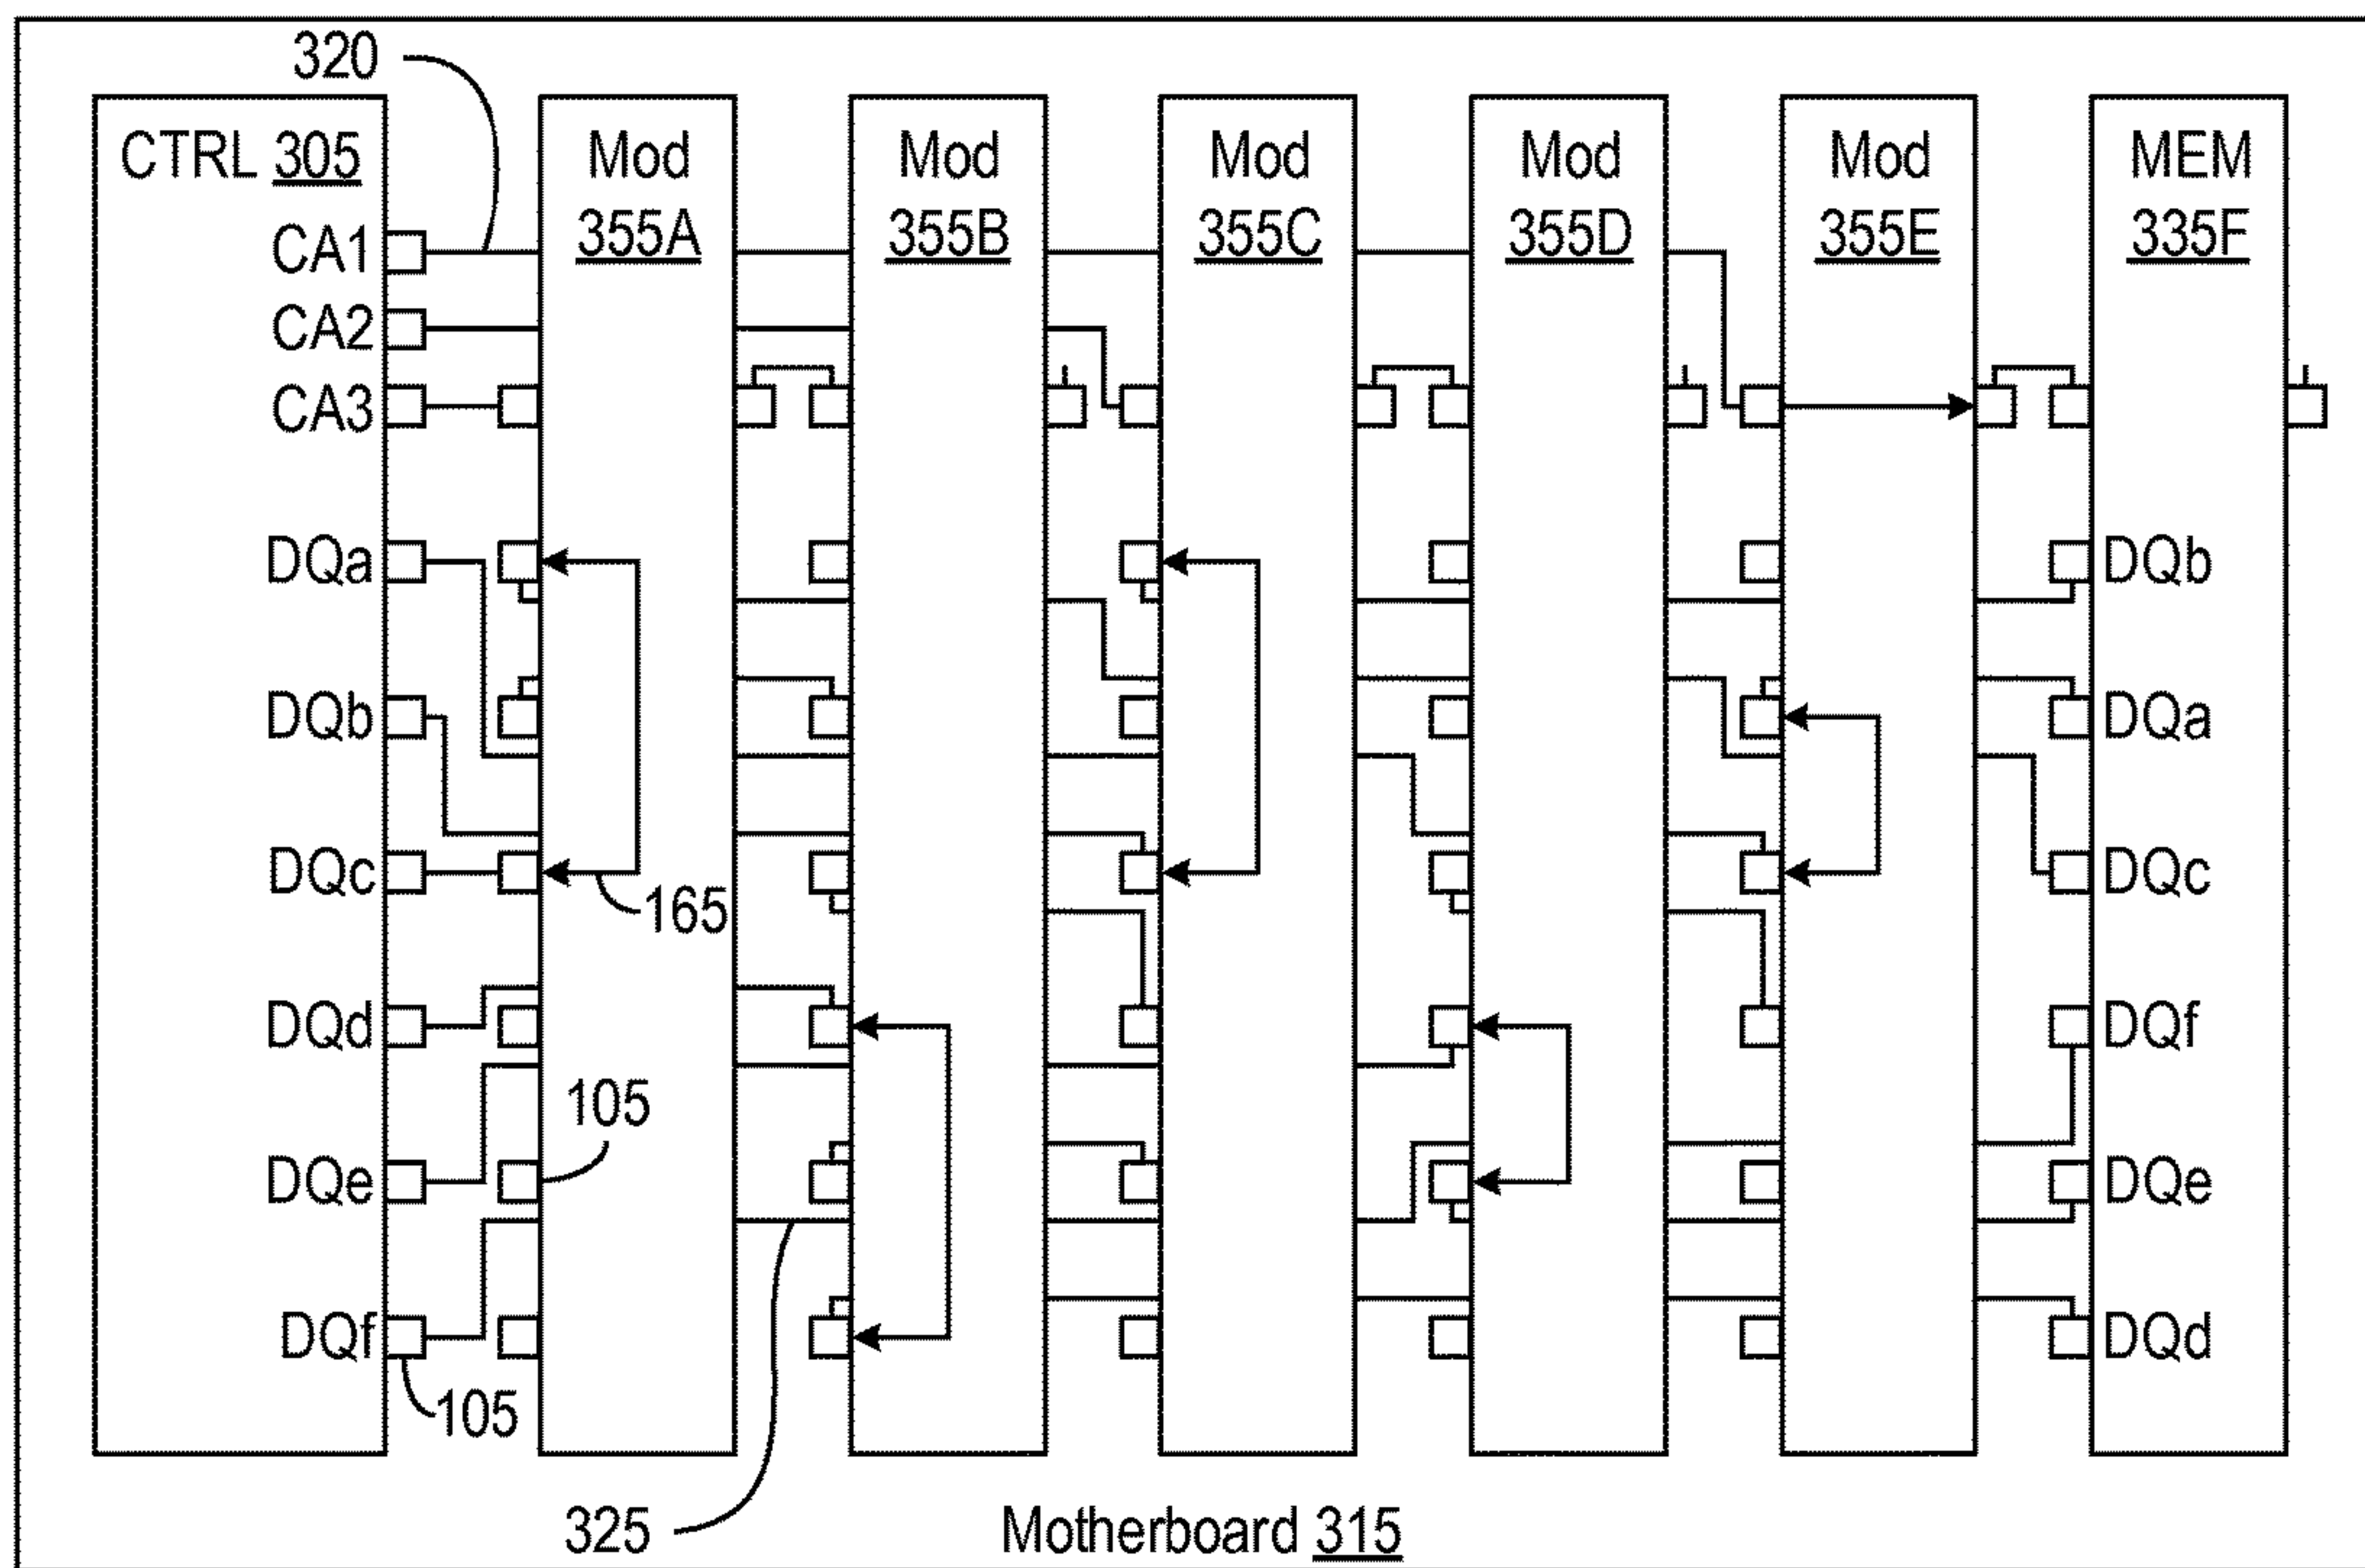 320
CTRL 305
Mod
355A
Mod
355B
Mod
355C
Mod
355D
Mod
355E
MEM
335F
CA1
CA2
CA3
DQa
DQb
DQc
DQd
DQe
DQf
165
105
105
325
DQb
DQa
DQc
DQf
DQe
DQd
Motherboard 315